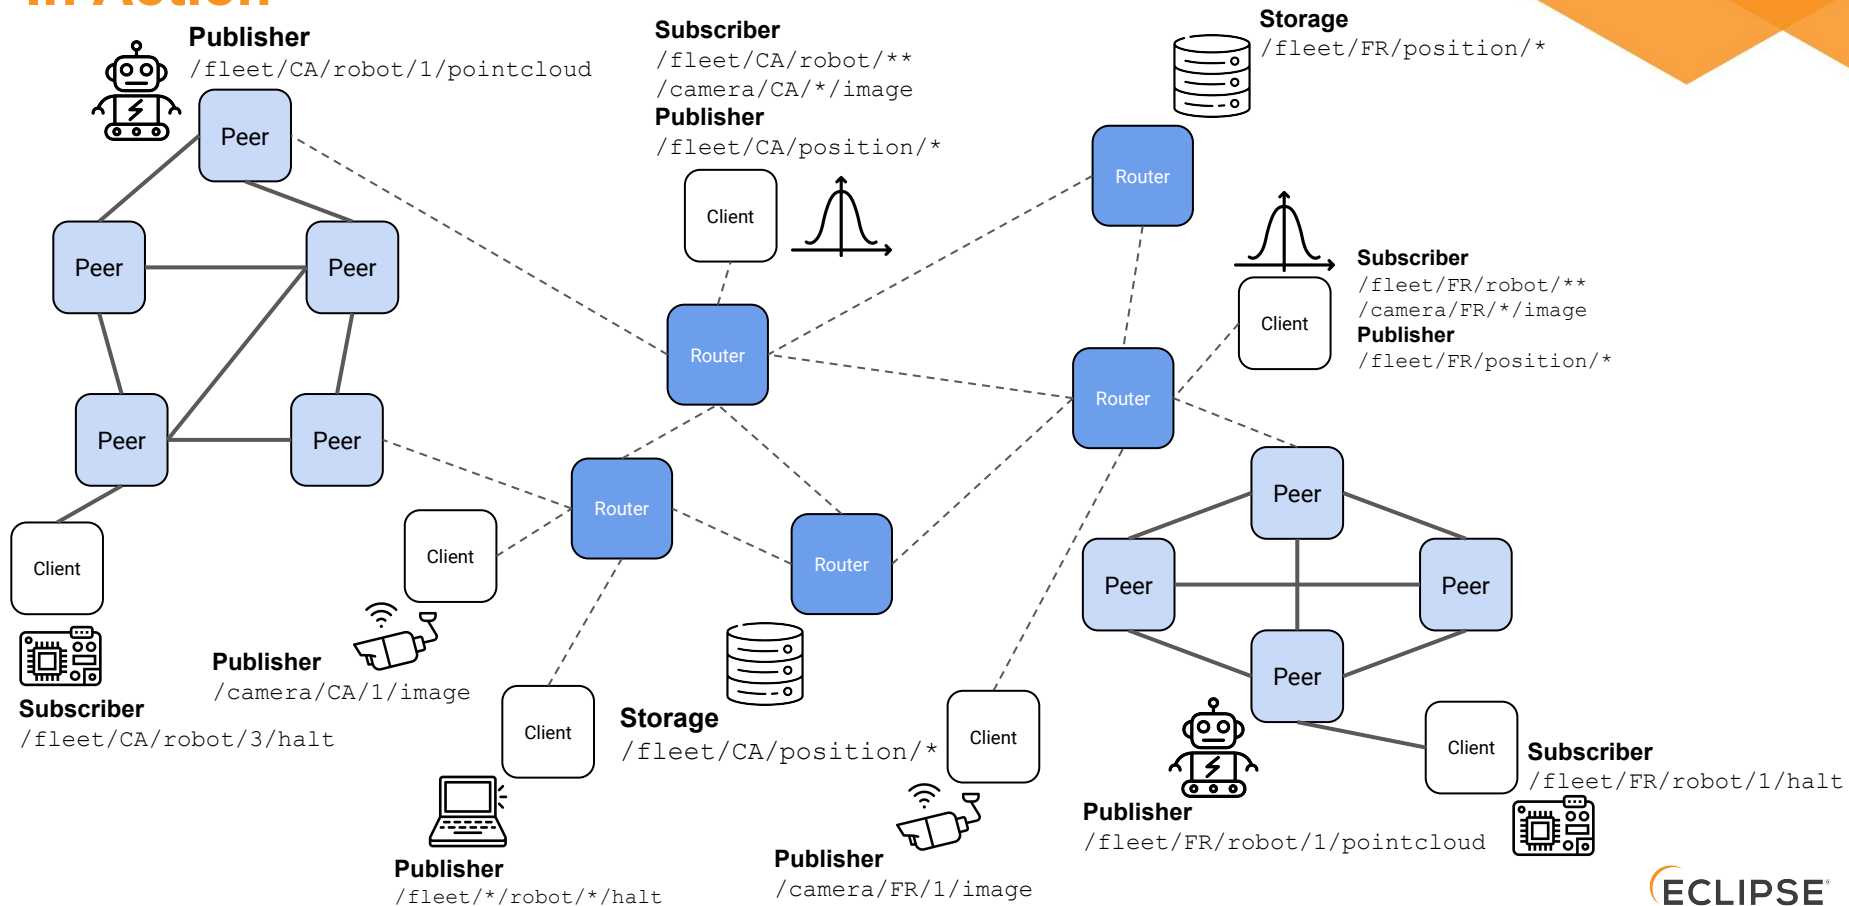 In Action
Publisher
/fleet/CA/robot/1/pointcloud
Peer
Peer
Peer
Peer
Peer
Client
Subscriber
/fleet/CA/robot/3/halt
Subscriber
/fleet/CA/robot/**
/camera/CA/*/image
Publisher
/fleet/CA/position/*
Client
Router
Storage
/fleet/FR/position/*
Router
Subscriber
/fleet/FR/robot/**
/camera/FR/*/image
Publisher
/fleet/FR/position/*
Client
Router
Router
Router
Client
Publisher
/camera/CA/1/image
Client
Publisher
/fleet/*/robot/*/halt
Storage
/fleet/CA/position/*
Client
Publisher
/camera/FR/1/image
Peer
Peer
Peer
Peer
Publisher
/fleet/FR/robot/1/pointcloud
Client
Subscriber
/fleet/FR/robot/1/halt
ECLIPSE